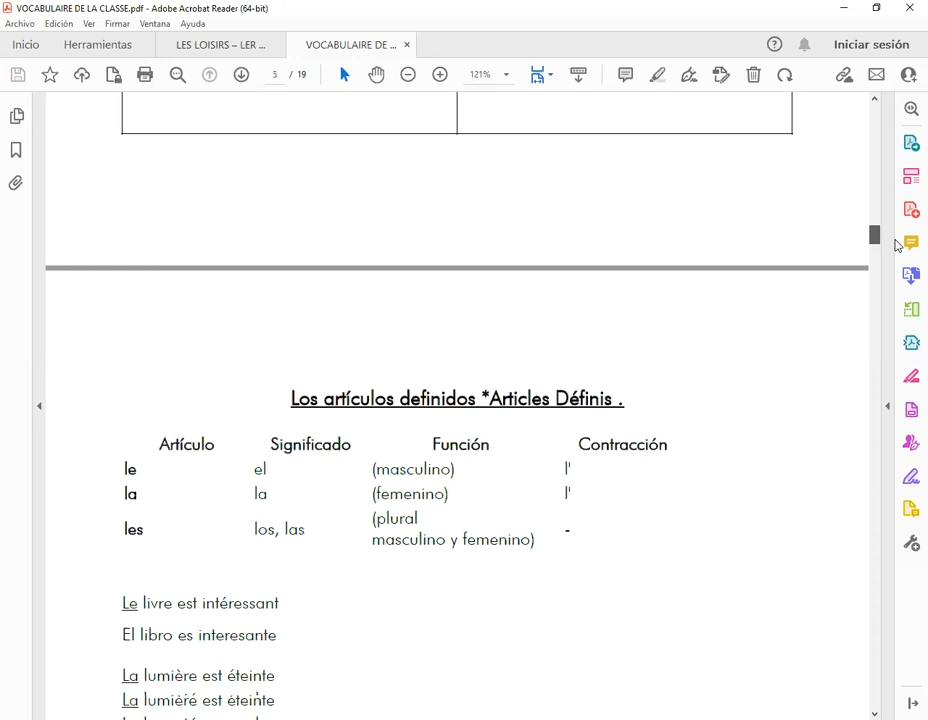 VOCABULAIRE DE LA CLASSE.pdf - Adobe Acrobat Reader (64-bit)
Archivo Edición Ver Firmar Ventana Ayuda
Inicio Herramientas LES LOISIRS – LER ... VOCABULAIRE DE ... × Iniciar sesión
5 / 19 121%
Los artículos definidos *Articles Définis .
Artículo Significado Función Contracción
le el (masculino) l'
la la (femenino) l'
les los, las (plural masculino y femenino) -
Le livre est intéressant
El libro es interesante
La lumière est éteinte
La lumière est éteinte